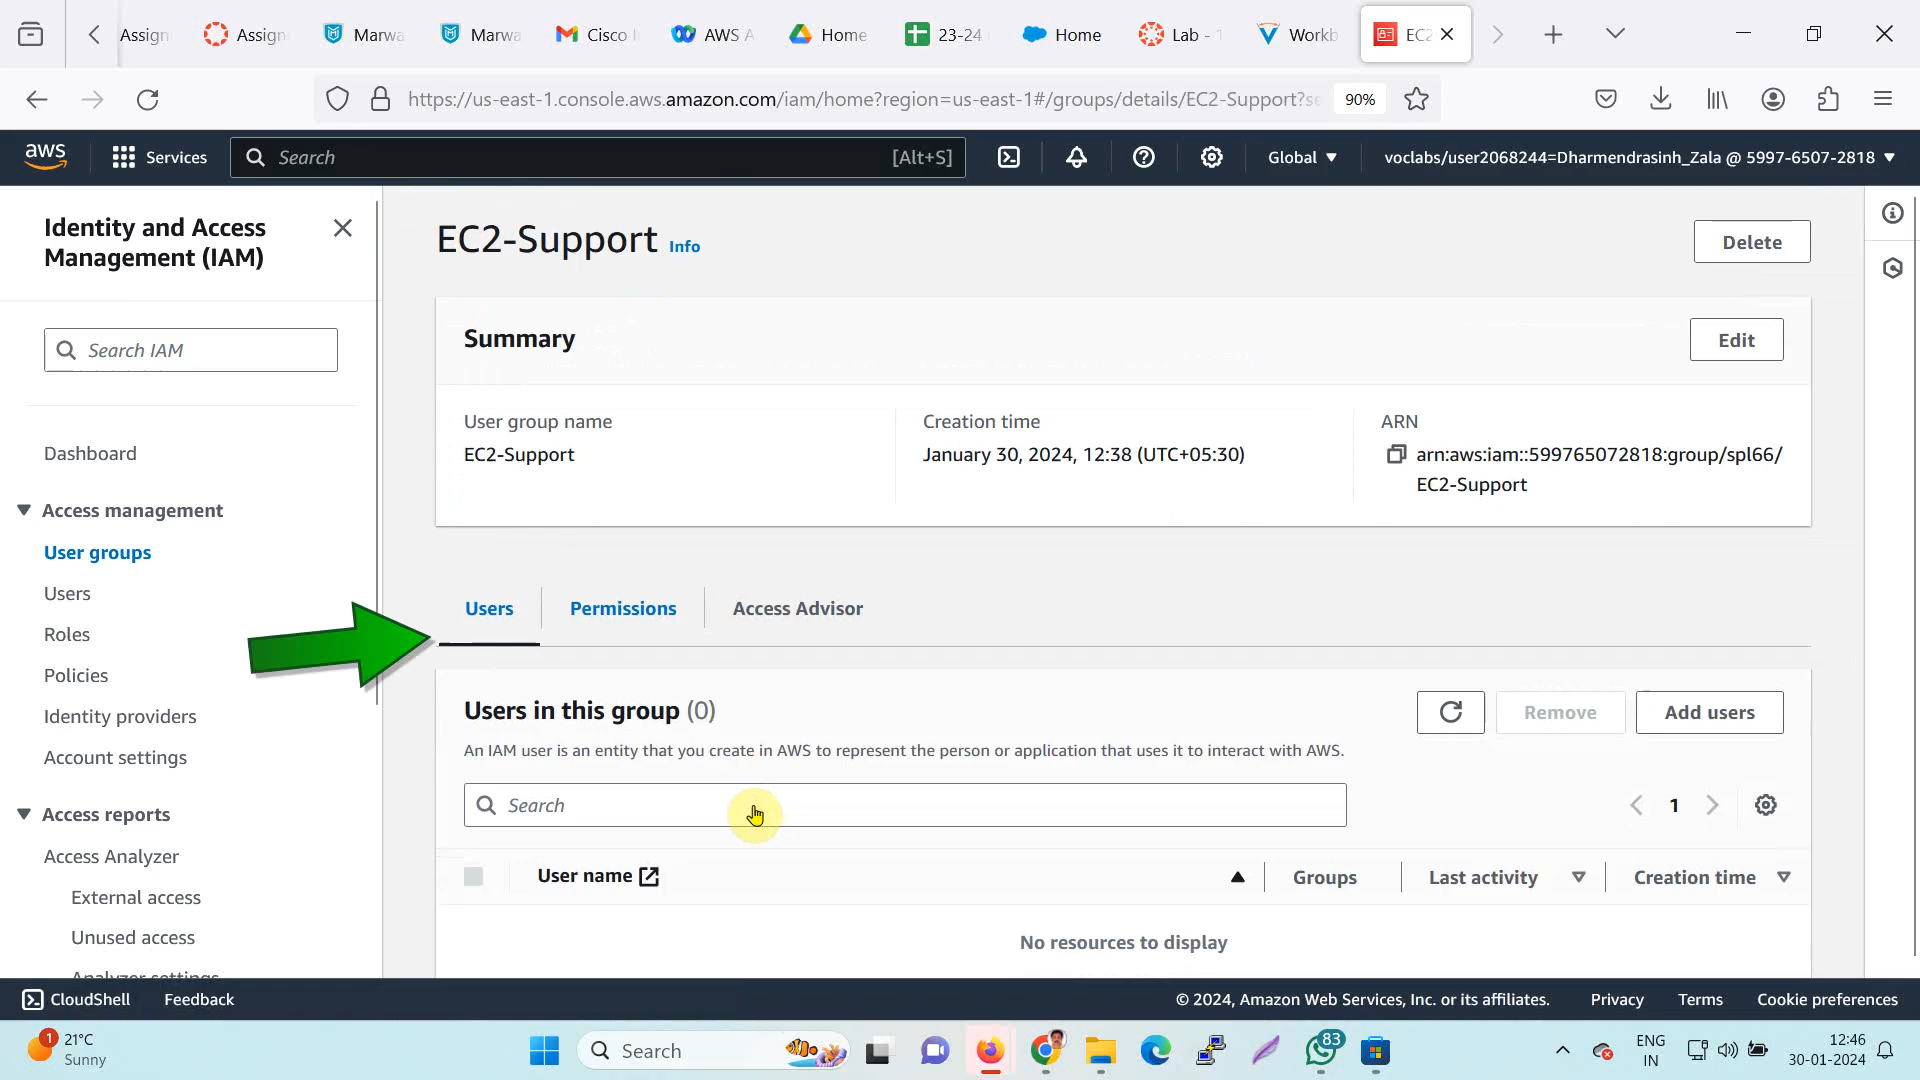 Assign
Assign
Marwa
Marwa
Cisco I
AWS A
Home
23-24
Home
Lab - 1
Workb
EC2
https://us-east-1.console.aws.amazon.com/iam/home?region=us-east-1#/groups/details/EC2-Support?se
90%
aws
Services
Search
[Alt+S]
Global
voclabs/user2068244=Dharmendrasinh_Zala @ 5997-6507-2818
Identity and Access
Management (IAM)
Search IAM
Dashboard
Access management
User groups
Users
Roles
Policies
Identity providers
Account settings
Access reports
Access Analyzer
External access
Unused access
Analyzer settings
EC2-Support Info
Delete
Summary
Edit
User group name
EC2-Support
Creation time
January 30, 2024, 12:38 (UTC+05:30)
ARN
arn:aws:iam::599765072818:group/spl66/
EC2-Support
Users
Permissions
Access Advisor
Users in this group (0)
Remove
Add users
An IAM user is an entity that you create in AWS to represent the person or application that uses it to interact with AWS.
Search
1
User name
Groups
Last activity
Creation time
No resources to display
CloudShell
Feedback
© 2024, Amazon Web Services, Inc. or its affiliates.
Privacy
Terms
Cookie preferences
1
21°C
Sunny
Search
83
ENG
IN
12:46
30-01-2024